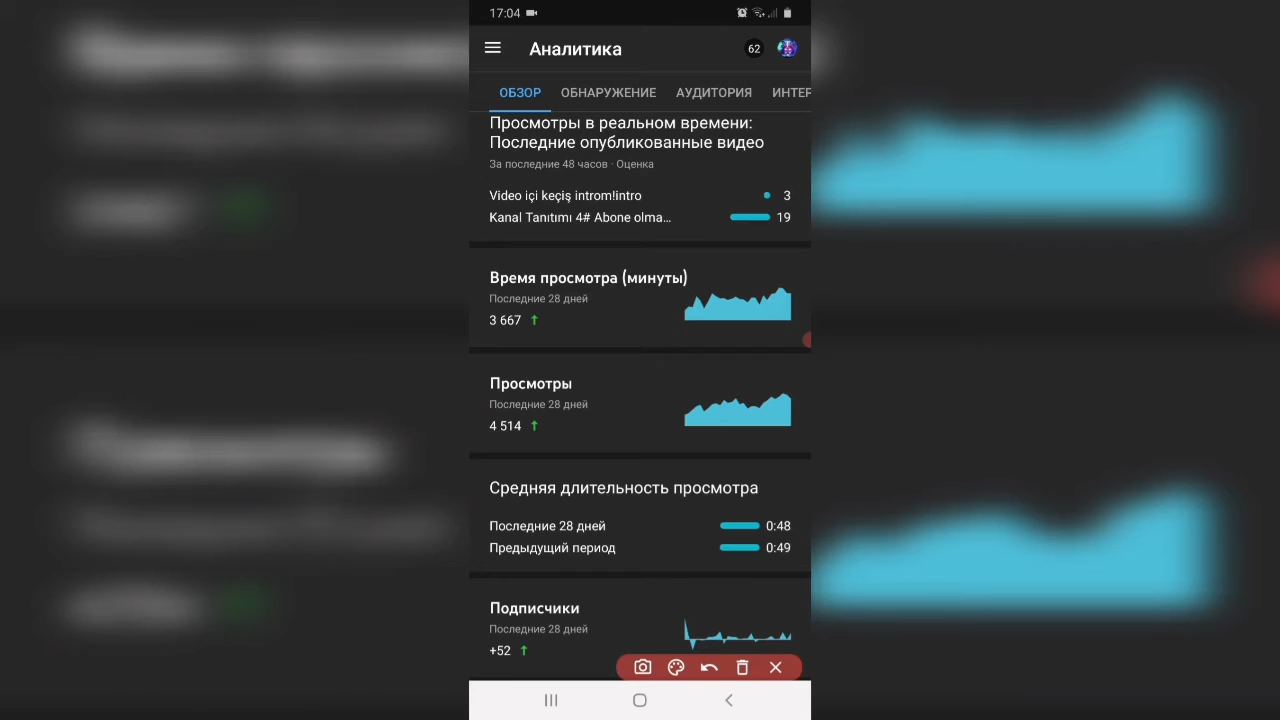 17:04
Аналитика
62
ОБЗОР ОБНАРУЖЕНИЕ АУДИТОРИЯ ИНТЕР
Просмотры в реальном времени:
Последние опубликованные видео
За последние 48 часов · Оценка
Video içi keçiş introm!intro 3
Kanal Tanıtımı 4# Abone olma... 19
Время просмотра (минуты)
Последние 28 дней
3 667
Просмотры
Последние 28 дней
4 514
Средняя длительность просмотра
Последние 28 дней 0:48
Предыдущий период 0:49
Подписчики
Последние 28 дней
+52